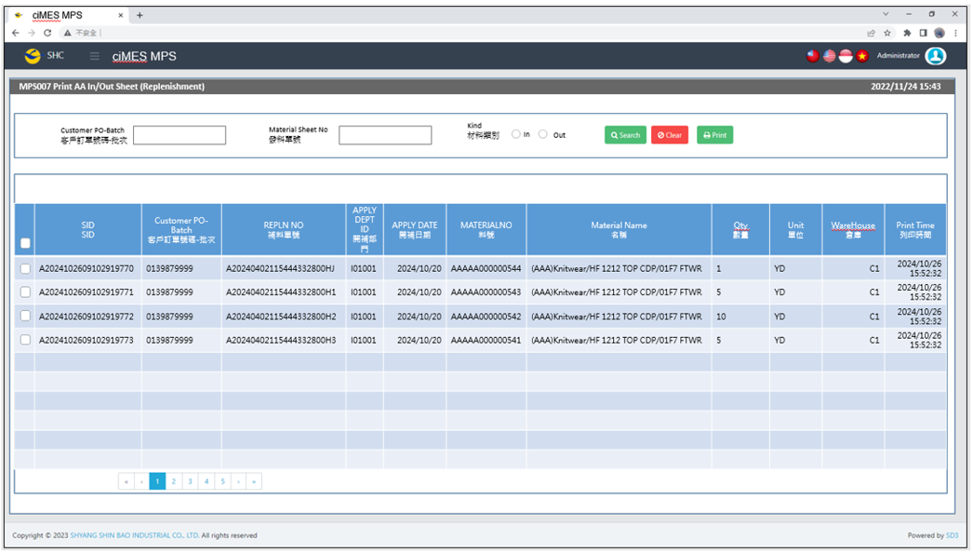 ciMES MPS
不安全
SHC
ciMES MPS
Administrator
MPS007 Print AA In/Out Sheet (Replenishment)
2022/11/24 15:43
Customer PO-Batch
客戶訂單號碼-批次
Material Sheet No
發料單號
Kind
材料類別
In
Out
Search
Clear
Print
SID
SID
Customer PO-
Batch
客戶訂單號碼-批次
REPLN NO
補料單號
APPLY
DEPT
ID
開補部
門
APPLY DATE
開補日期
MATERIALNO
料號
Material Name
名稱
Qty
數量
Unit
單位
WareHouse
倉庫
Print Time
列印時間
A2024102609102919770 0139879999 A20240402115444332800HJ I01001 2024/10/20 AAAAA000000544 (AAA)Knitwear/HF 1212 TOP CDP/01F7 FTWR 1 YD C1 2024/10/26
15:52:32
A2024102609102919771 0139879999 A20240402115444332800H1 I01001 2024/10/20 AAAAA000000543 (AAA)Knitwear/HF 1212 TOP CDP/01F7 FTWR 5 YD C1 2024/10/26
15:52:32
A2024102609102919772 0139879999 A20240402115444332800H2 I01001 2024/10/20 AAAAA000000542 (AAA)Knitwear/HF 1212 TOP CDP/01F7 FTWR 10 YD C1 2024/10/26
15:52:32
A2024102609102919773 0139879999 A20240402115444332800H3 I01001 2024/10/20 AAAAA000000541 (AAA)Knitwear/HF 1212 TOP CDP/01F7 FTWR 5 YD C1 2024/10/26
15:52:32
« ‹ 1 2 3 4 5 › »
Copyright © 2023 SHYANG SHIN BAO INDUSTRIAL CO., LTD. All rights reserved
Powered by SD3